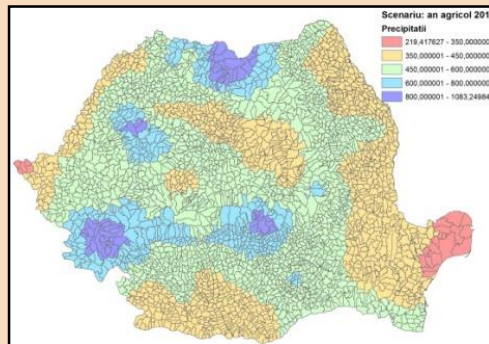 Scenariu: an agricol 201
Precipitatii
219,417627 - 350,000000
350,000001 - 450,000000
450,000001 - 600,000000
600,000001 - 800,000000
800,000001 - 1083,24984